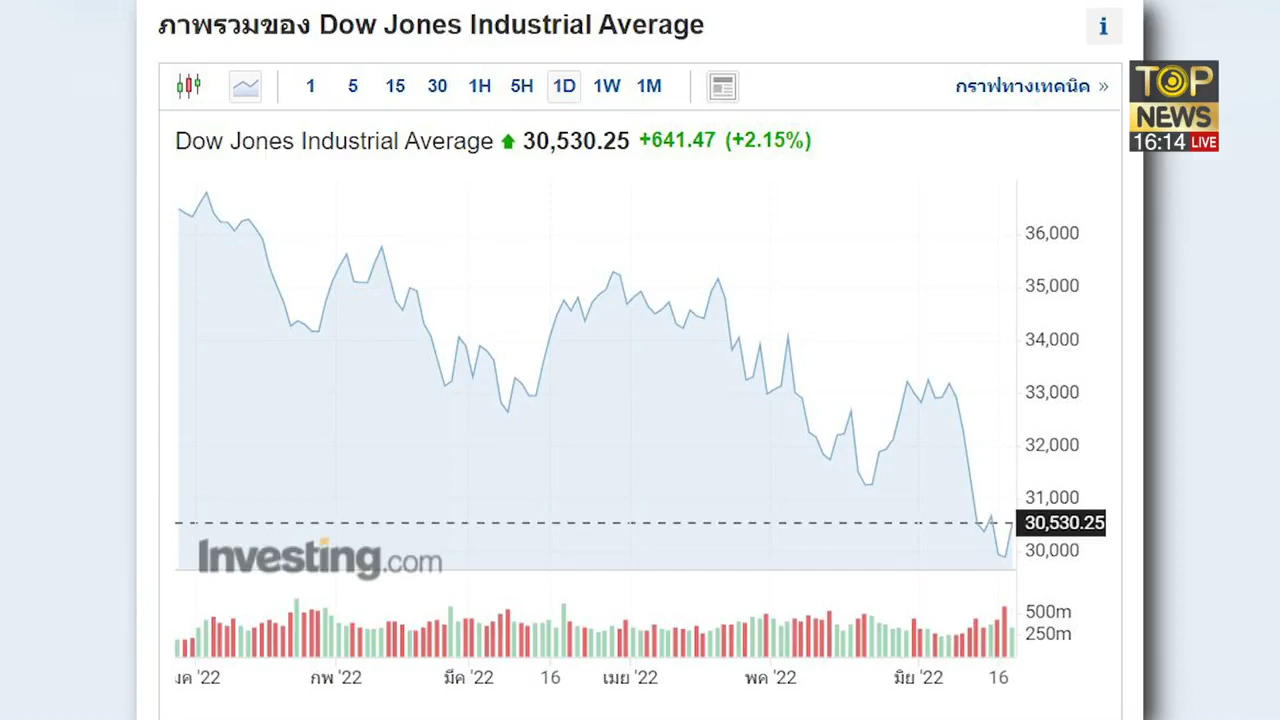 ภาพรวมของ Dow Jones Industrial Average
i
1 5 15 30 1H 5H 1D 1W 1M
กราฟทางเทคนิค »
TOP
NEWS
16:14 LIVE
Dow Jones Industrial Average 30,530.25 +641.47 (+2.15%)
36,000
35,000
34,000
33,000
32,000
31,000
30,530.25
30,000
Investing.com
500m
250m
มค '22 กพ '22 มีค '22 16 เมย '22 พค '22 มิย '22 16